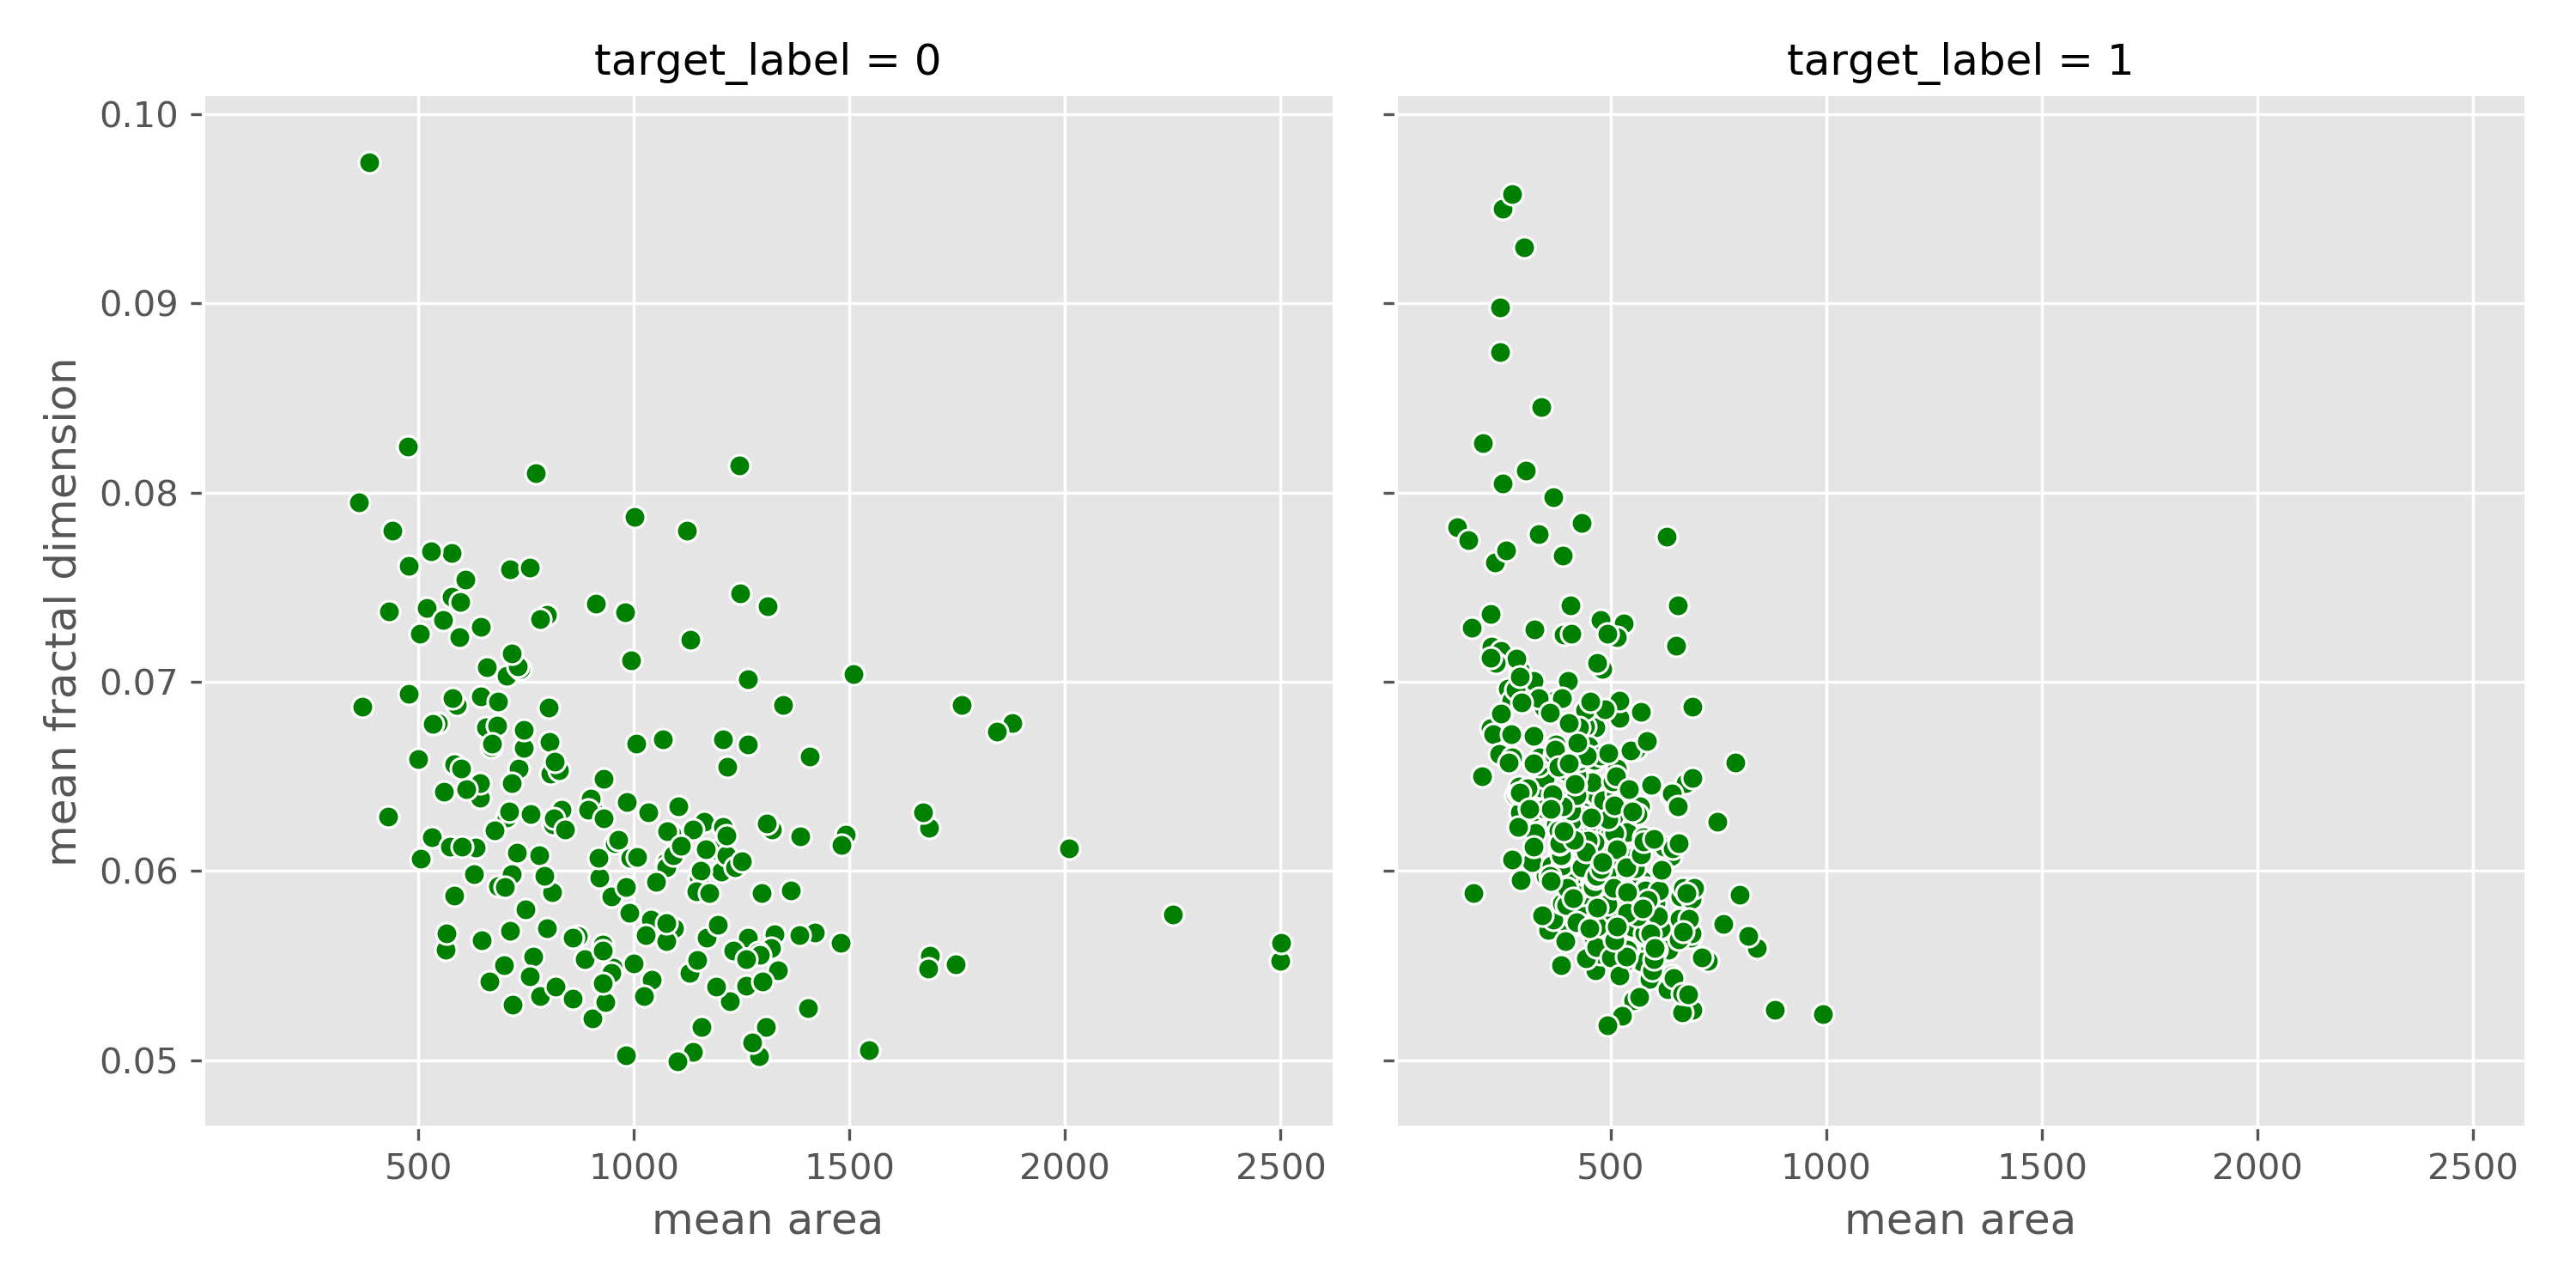 target_label = 0
target_label = 1
0.10
0.09
0.08
0.07
0.06
0.05
mean fractal dimension
500 1000 1500 2000 2500
500 1000 1500 2000 2500
mean area
mean area